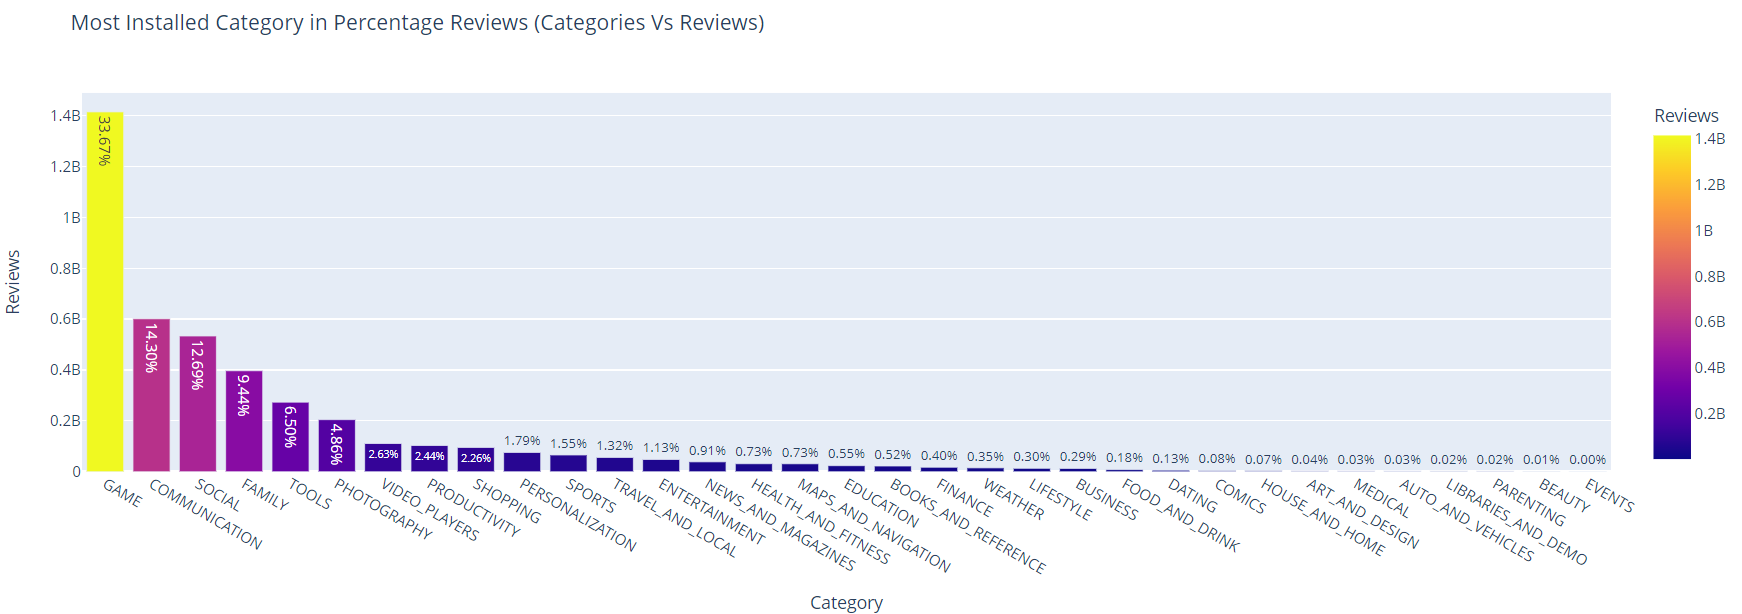 Most Installed Category in Percentage Reviews (Categories Vs Reviews)
Reviews
1.4B
1.2B
1B
0.8B
0.6B
0.4B
0.2B
0
33.67%
14.30%
12.69%
9.44%
6.50%
4.86%
2.63%
2.44%
2.26%
1.79%
1.55%
1.32%
1.13%
0.91%
0.73%
0.73%
0.55%
0.52%
0.40%
0.35%
0.30%
0.29%
0.18%
0.13%
0.08%
0.07%
0.04%
0.03%
0.03%
0.02%
0.02%
0.01%
0.00%
GAME
COMMUNICATION
SOCIAL
FAMILY
TOOLS
PHOTOGRAPHY
VIDEO_PLAYERS
PRODUCTIVITY
SHOPPING
PERSONALIZATION
SPORTS
TRAVEL_AND_LOCAL
ENTERTAINMENT
NEWS_AND_MAGAZINES
HEALTH_AND_FITNESS
MAPS_AND_NAVIGATION
EDUCATION
BOOKS_AND_REFERENCE
FINANCE
WEATHER
LIFESTYLE
BUSINESS
FOOD_AND_DRINK
DATING
COMICS
HOUSE_AND_HOME
ART_AND_DESIGN
MEDICAL
AUTO_AND_VEHICLES
LIBRARIES_AND_DEMO
PARENTING
BEAUTY
EVENTS
Category
Reviews
1.4B
1.2B
1B
0.8B
0.6B
0.4B
0.2B